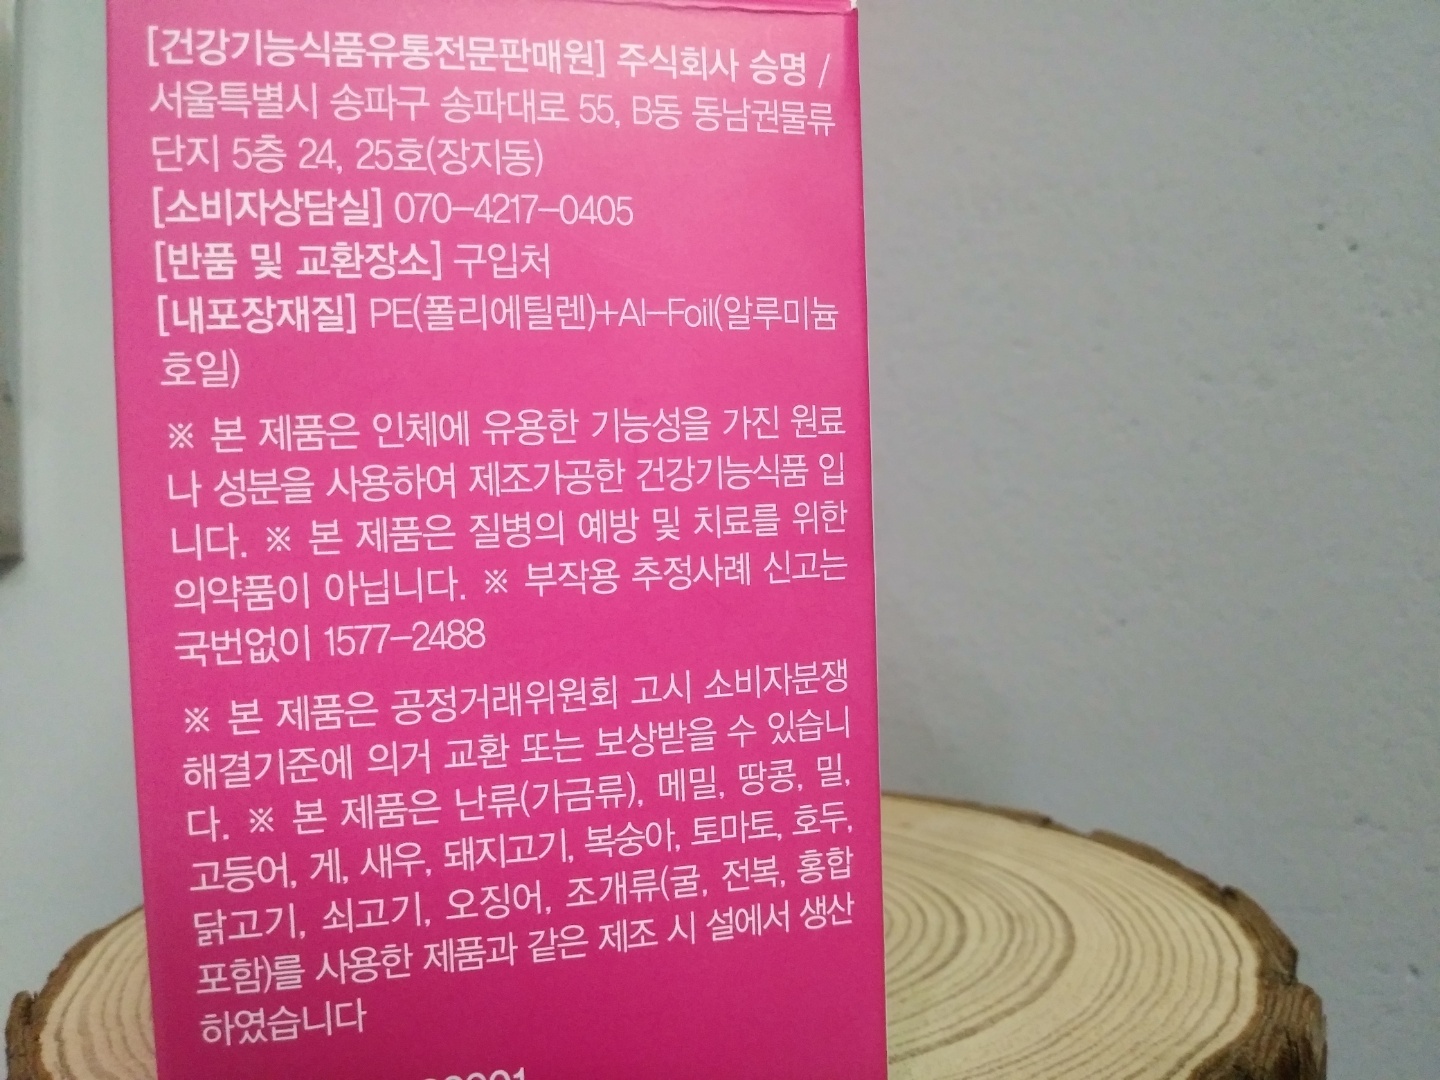 [건강기능식품유통전문판매원] 주식회사 승명 /
서울특별시 송파구 송파대로 55, B동 동남권물류
단지 5층 24, 25호(장지동)
[소비자상담실] 070-4217-0405
[반품 및 교환장소] 구입처
[내포장재질] PE(폴리에틸렌)+Al-Foil(알루미늄
호일)
※ 본 제품은 인체에 유용한 기능성을 가진 원료
나 성분을 사용하여 제조가공한 건강기능식품 입
니다. ※ 본 제품은 질병의 예방 및 치료를 위한
의약품이 아닙니다. ※ 부작용 추정사례 신고는
국번없이 1577-2488
※ 본 제품은 공정거래위원회 고시 소비자분쟁
해결기준에 의거 교환 또는 보상받을 수 있습니
다. ※ 본 제품은 난류(가금류), 메밀, 땅콩, 밀,
고등어, 게, 새우, 돼지고기, 복숭아, 토마토, 호두,
닭고기, 쇠고기, 오징어, 조개류(굴, 전복, 홍합
포함)를 사용한 제품과 같은 제조 시 설에서 생산
하였습니다